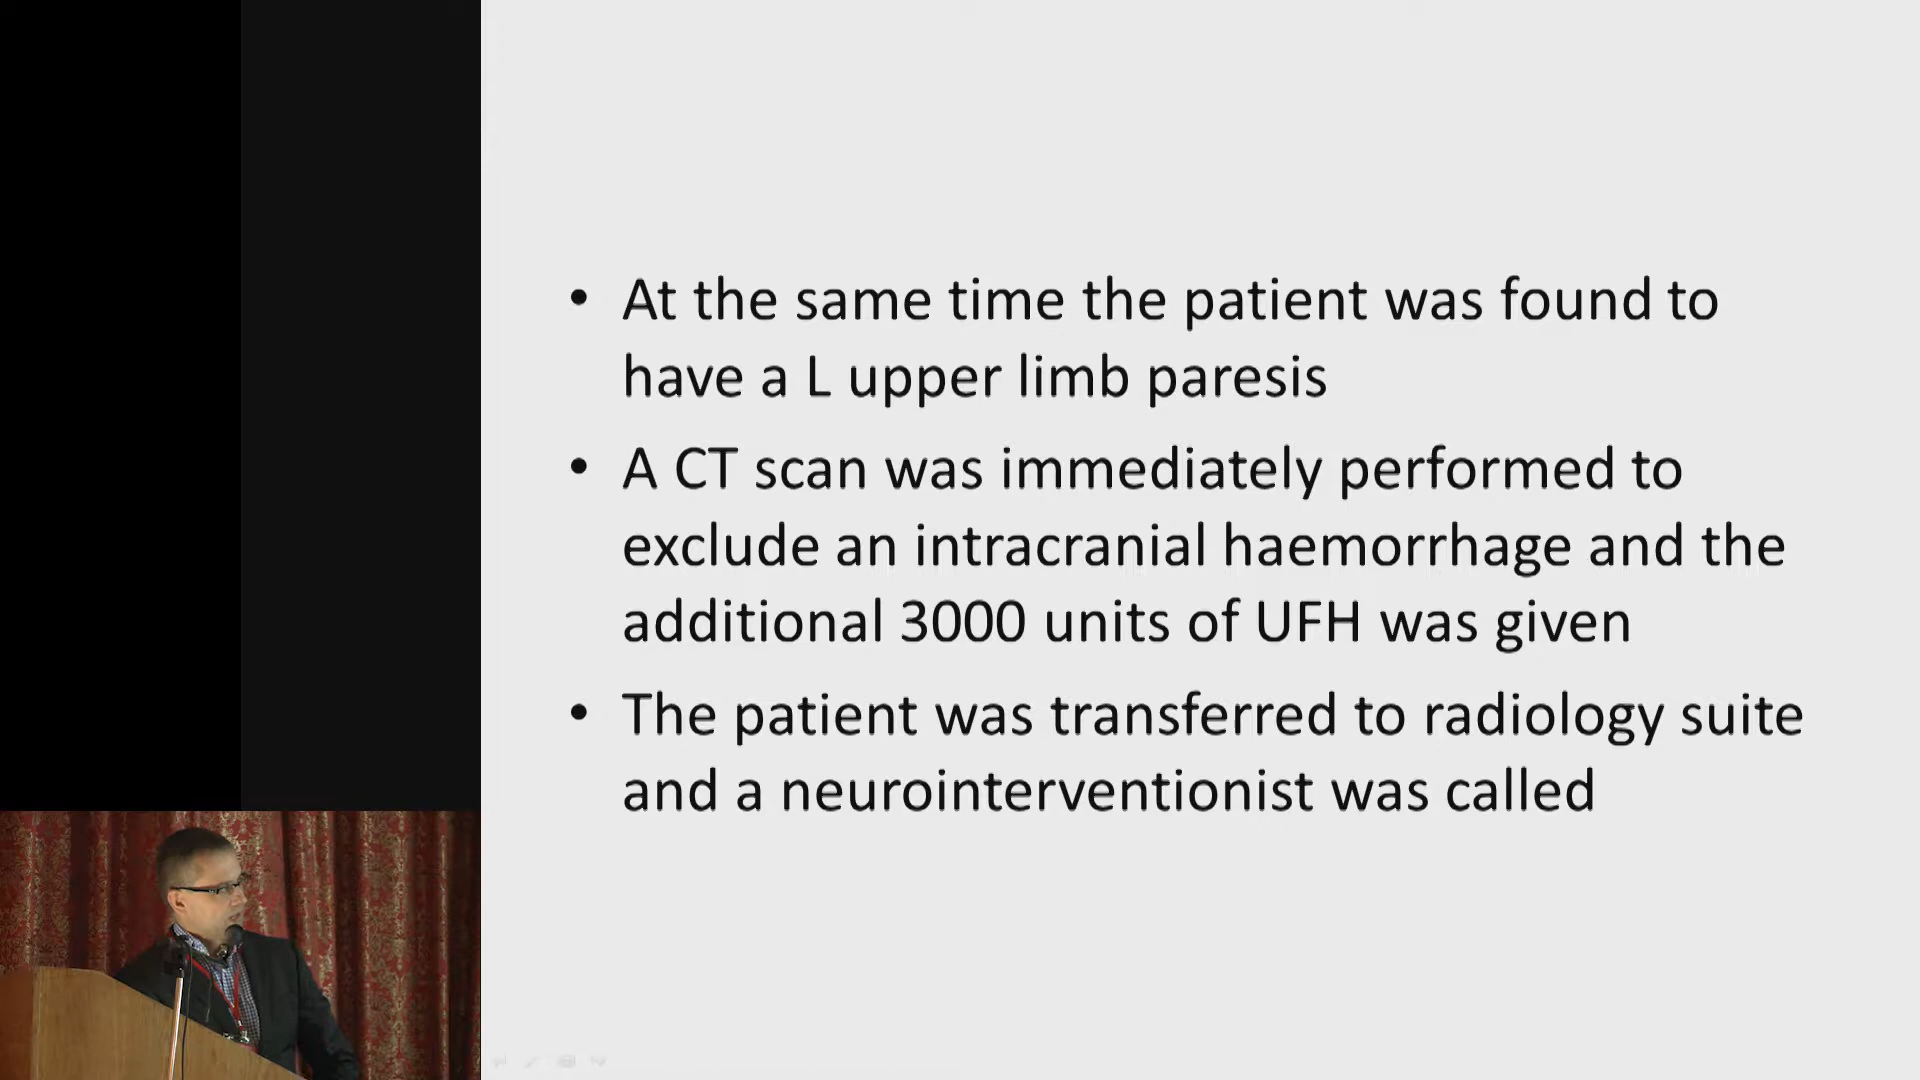 • At the same time the patient was found to
have a L upper limb paresis
• A CT scan was immediately performed to
exclude an intracranial haemorrhage and the
additional 3000 units of UFH was given
• The patient was transferred to radiology suite
and a neurointerventionist was called